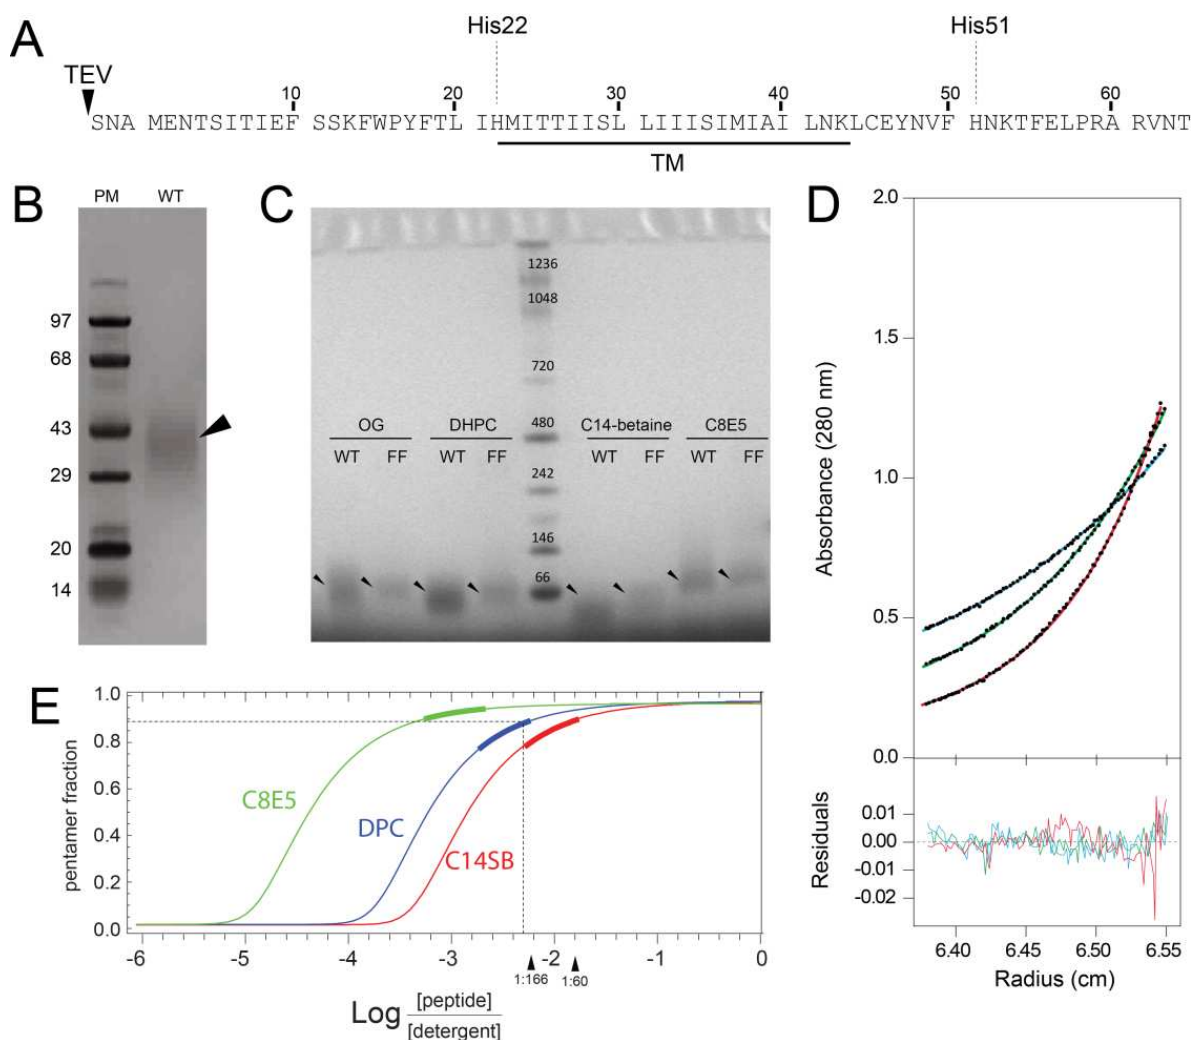 A
His22
His51
TEV
10 20 30 40 50 60
SNA MENTSITIEF SSKFWPYFTL IHMITTIISL LIIISIMIAI LNKLCEYNVF HNKTFELPRA RVNT
TM
B
PM WT
97
68
43
29
20
14
C
1236
1048
720
480
242
146
66
OG DHPC C14-betaine C8E5
WT FF WT FF WT FF WT FF
D
2.0
1.5
1.0
0.5
0.0
Absorbance (280 nm)
0.01
0.00
-0.01
-0.02
Residuals
6.40 6.45 6.50 6.55
Radius (cm)
E
1.0
0.8
0.6
0.4
0.2
0.0
pentamer fraction
C8E5
DPC
C14SB
-6 -5 -4 -3 -2 -1 0
1:166 1:60
Log [peptide]
[detergent]